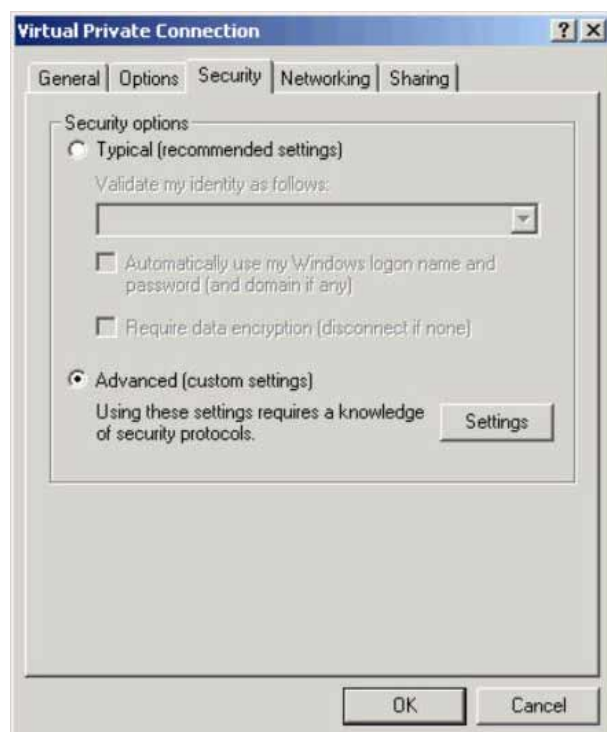 Virtual Private Connection
General Options Security Networking Sharing
Security options
Typical (recommended settings)
Validate my identity as follows:
Automatically use my Windows logon name and
password (and domain if any)
Require data encryption (disconnect if none)
Advanced (custom settings)
Using these settings requires a knowledge
of security protocols.
Settings
OK Cancel